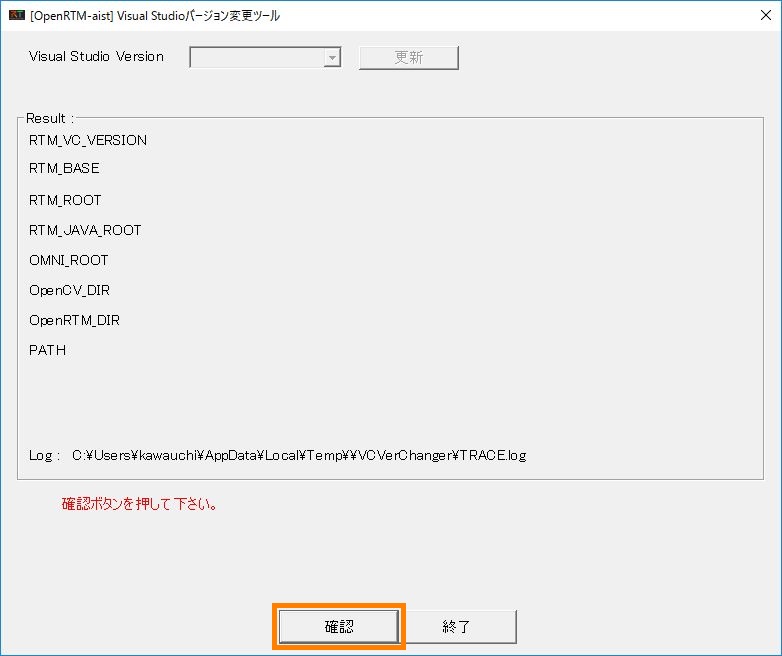 RT [OpenRTM-aist] Visual Studioバージョン変更ツール
Visual Studio Version 更新
Result :
RTM_VC_VERSION
RTM_BASE
RTM_ROOT
RTM_JAVA_ROOT
OMNI_ROOT
OpenCV_DIR
OpenRTM_DIR
PATH
Log : C:¥Users¥kawauchi¥AppData¥Local¥Temp¥¥VCVerChanger¥TRACE.log
確認ボタンを押して下さい。
確認 終了